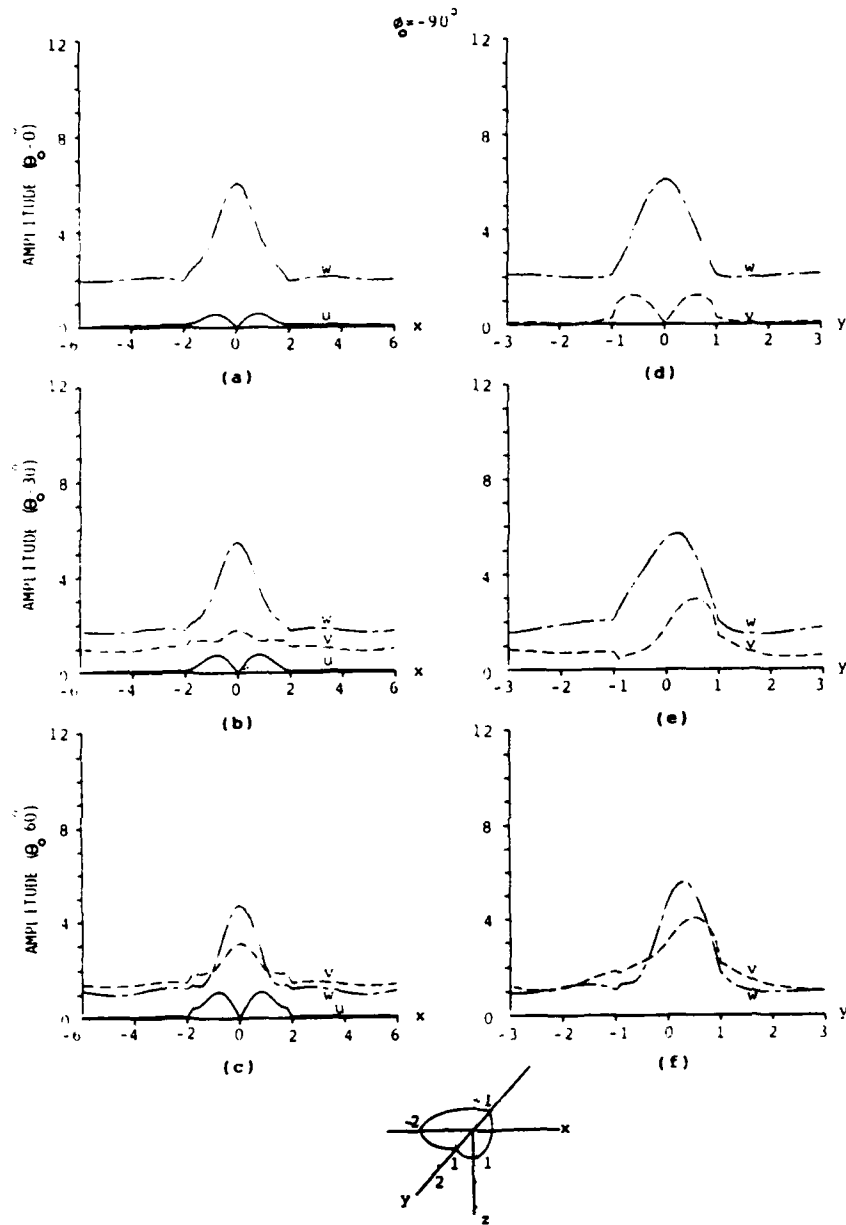 ϕo=-90°
12
8
4
0
AMPLITUDE (θo-0°
w
u
-6 -4 -2 0 2 4 6 x
(a)
12
8
4
0
w
v
-3 -2 -1 0 1 2 3 y
(d)
12
8
4
0
AMPLITUDE (θo-30°
w
v
u
-6 -4 -2 0 2 4 6 x
(b)
12
8
4
0
w
v
-3 -2 -1 0 1 2 3 y
(e)
12
8
4
0
AMPLITUDE (θo 60°
v
w
u
-6 -4 -2 0 2 4 6 x
(c)
12
8
4
0
v
w
-3 -2 -1 0 1 2 3 y
(f)
-1
-2
x
1
1
2
y
z